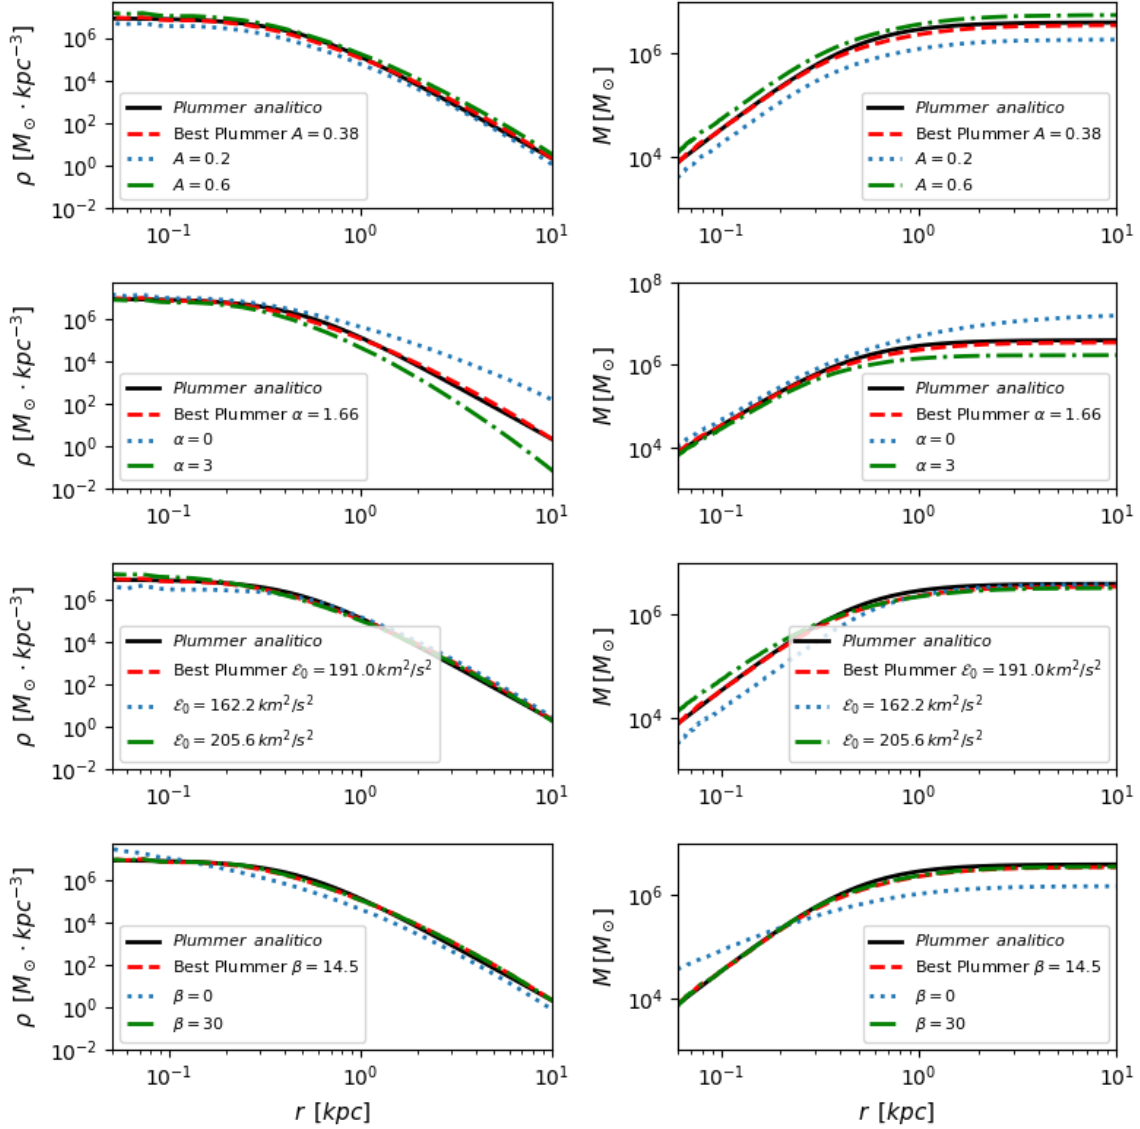 ρ [M⊙ · kpc⁻³]
10⁶
10⁴
10²
10⁰
10⁻²
Plummer analitico
Best Plummer A = 0.38
A = 0.2
A = 0.6
10⁻¹ 10⁰ 10¹
M [M⊙]
10⁶
10⁴
Plummer analitico
Best Plummer A = 0.38
A = 0.2
A = 0.6
10⁻¹ 10⁰ 10¹
ρ [M⊙ · kpc⁻³]
10⁶
10⁴
10²
10⁰
10⁻²
Plummer analitico
Best Plummer α = 1.66
α = 0
α = 3
10⁻¹ 10⁰ 10¹
M [M⊙]
10⁸
10⁶
10⁴
Plummer analitico
Best Plummer α = 1.66
α = 0
α = 3
10⁻¹ 10⁰ 10¹
ρ [M⊙ · kpc⁻³]
10⁶
10⁴
10²
10⁰
10⁻²
Plummer analitico
Best Plummer ℰ₀ = 191.0 km²/s²
ℰ₀ = 162.2 km²/s²
ℰ₀ = 205.6 km²/s²
10⁻¹ 10⁰ 10¹
M [M⊙]
10⁶
10⁴
Plummer analitico
Best Plummer ℰ₀ = 191.0 km²/s²
ℰ₀ = 162.2 km²/s²
ℰ₀ = 205.6 km²/s²
10⁻¹ 10⁰ 10¹
ρ [M⊙ · kpc⁻³]
10⁶
10⁴
10²
10⁰
10⁻²
Plummer analitico
Best Plummer β = 14.5
β = 0
β = 30
10⁻¹ 10⁰ 10¹
r [kpc]
M [M⊙]
10⁶
10⁴
Plummer analitico
Best Plummer β = 14.5
β = 0
β = 30
10⁻¹ 10⁰ 10¹
r [kpc]